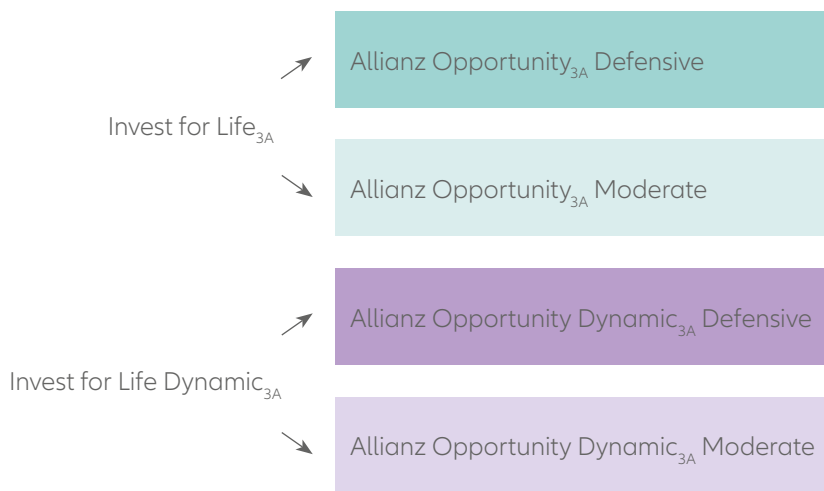 Allianz Opportunity3A Defensive
Invest for Life3A
Allianz Opportunity3A Moderate
Allianz Opportunity Dynamic3A Defensive
Invest for Life Dynamic3A
Allianz Opportunity Dynamic3A Moderate